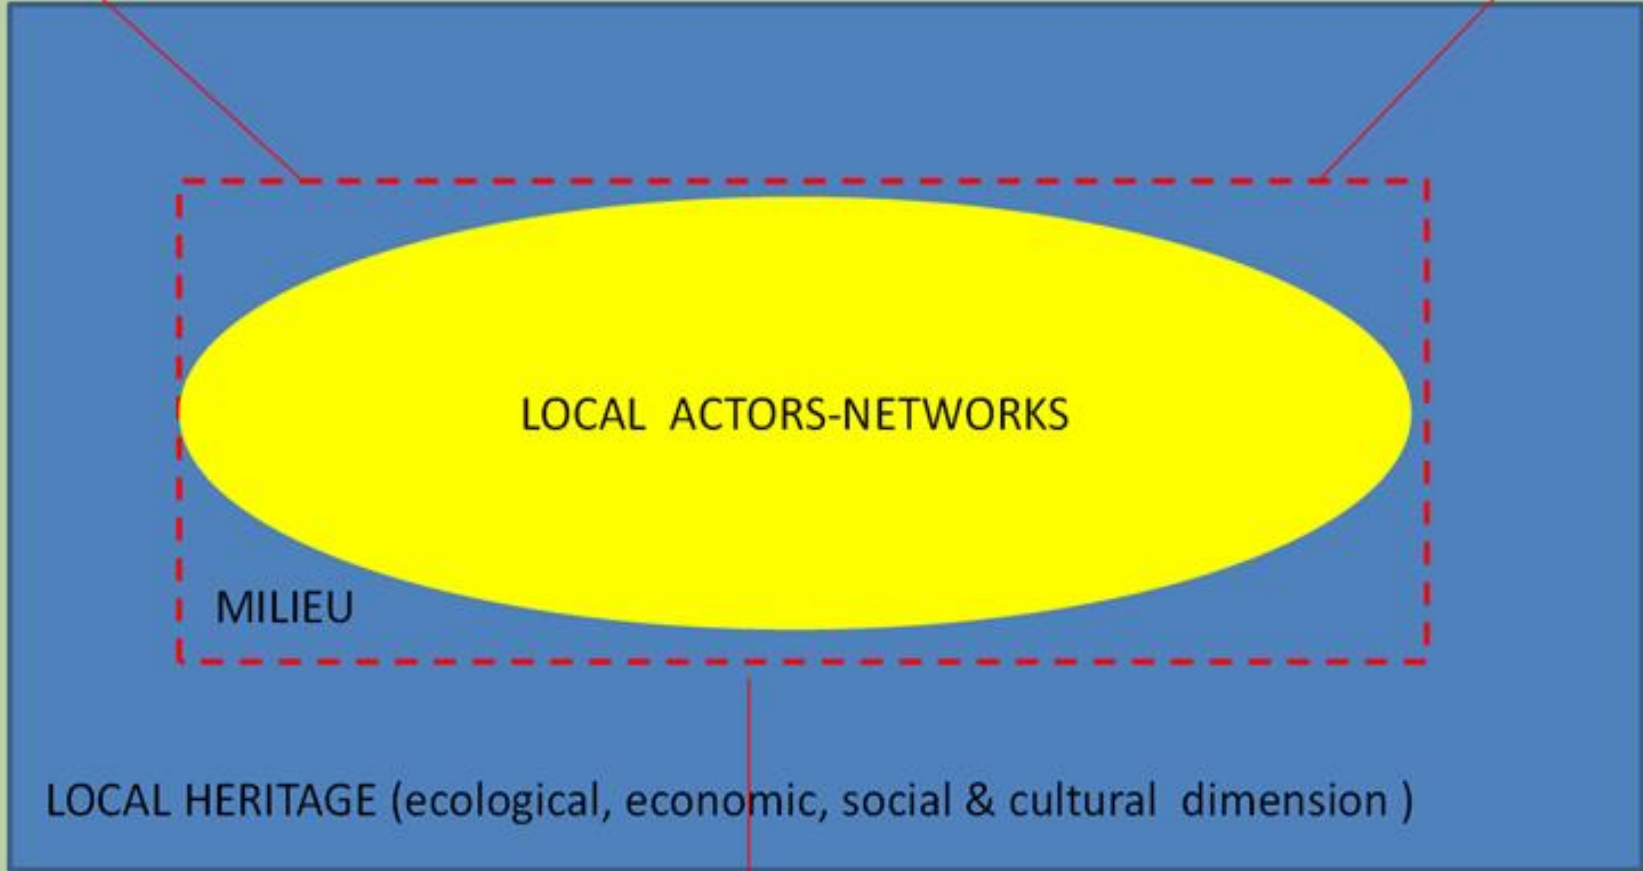 LOCAL  ACTORS-NETWORKS
MILIEU
LOCAL HERITAGE (ecological, economic, social & cultural  dimension )